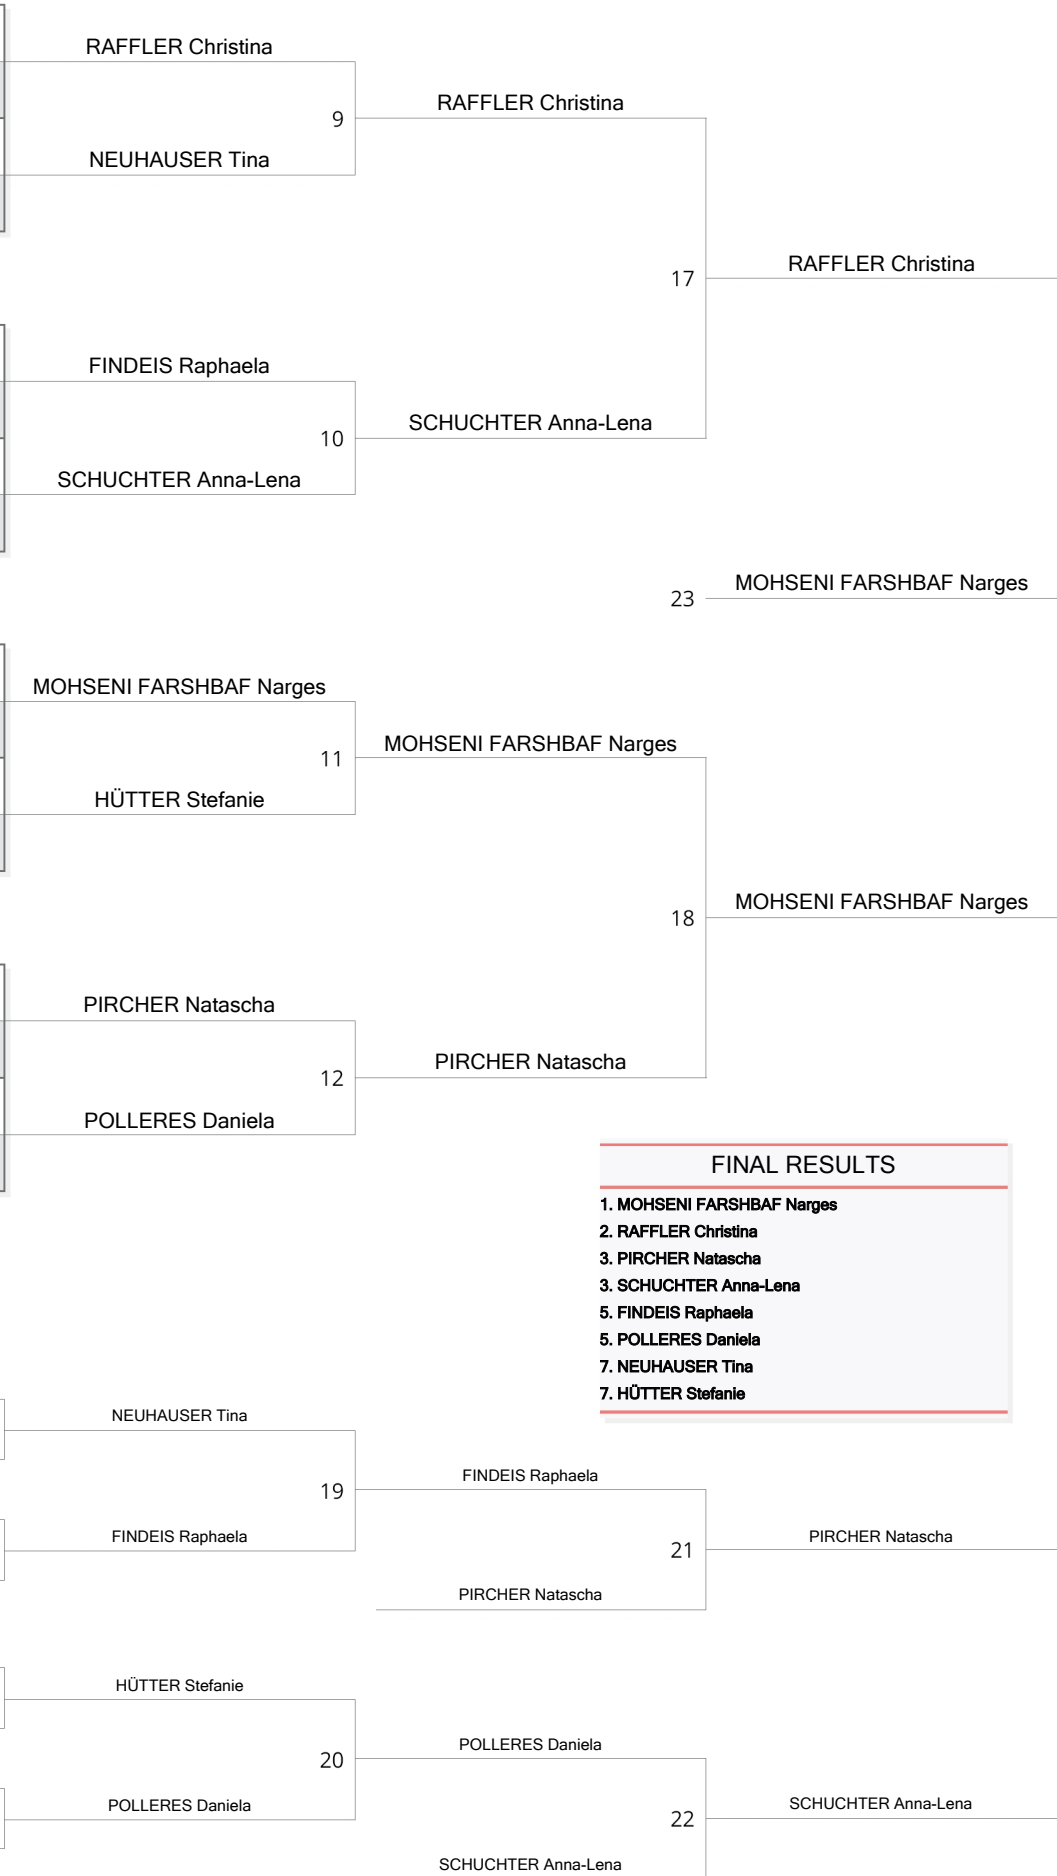 RAFFLER Christina
9
RAFFLER Christina
NEUHAUSER Tina
17
RAFFLER Christina
FINDEIS Raphaela
10
SCHUCHTER Anna-Lena
SCHUCHTER Anna-Lena
23
MOHSENI FARSHBAF Narges
MOHSENI FARSHBAF Narges
11
MOHSENI FARSHBAF Narges
HÜTTER Stefanie
18
MOHSENI FARSHBAF Narges
PIRCHER Natascha
12
PIRCHER Natascha
POLLERES Daniela
FINAL RESULTS
1. MOHSENI FARSHBAF Narges
2. RAFFLER Christina
3. PIRCHER Natascha
3. SCHUCHTER Anna-Lena
5. FINDEIS Raphaela
5. POLLERES Daniela
7. NEUHAUSER Tina
7. HÜTTER Stefanie
NEUHAUSER Tina
19
FINDEIS Raphaela
FINDEIS Raphaela
21
PIRCHER Natascha
PIRCHER Natascha
HÜTTER Stefanie
20
POLLERES Daniela
POLLERES Daniela
22
SCHUCHTER Anna-Lena
SCHUCHTER Anna-Lena